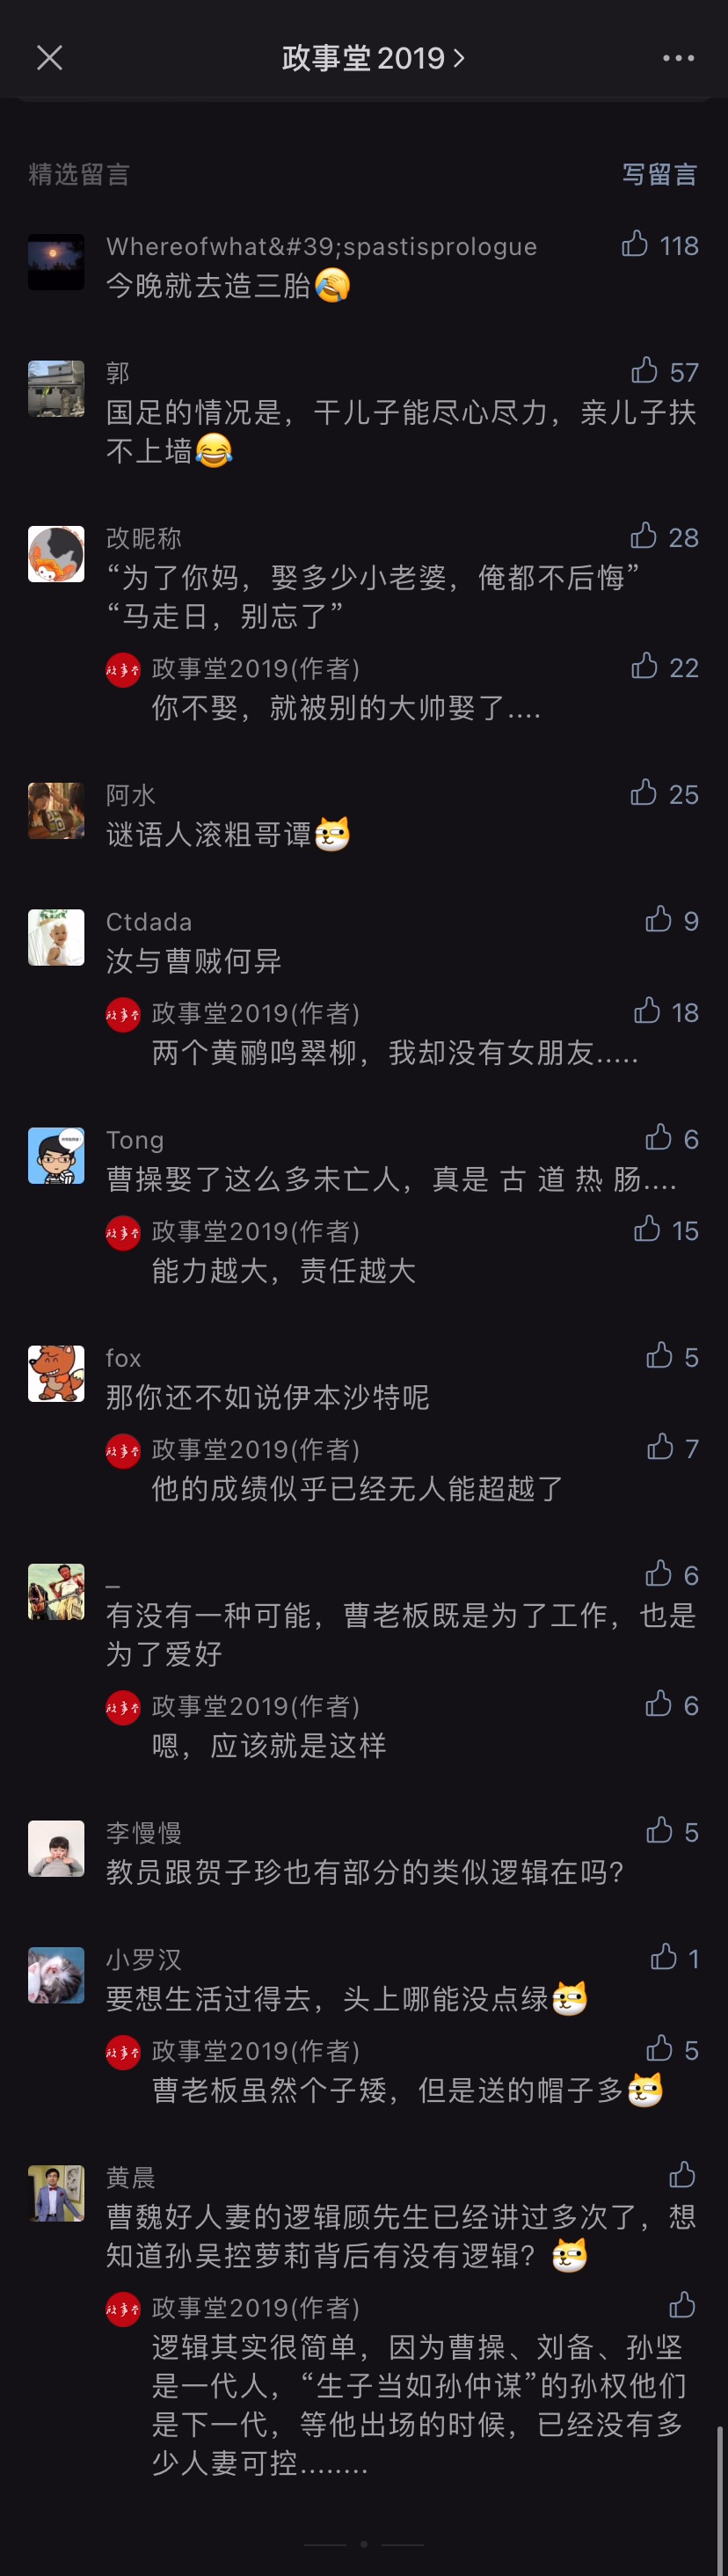 政事堂2019
精选留言
写留言
Whereofwhat&#39;spastisprologue
118
今晚就去造三胎🤣
郭
57
国足的情况是，干儿子能尽心尽力，亲儿子扶
不上墙😂
改昵称
28
“为了你妈，娶多少小老婆，俺都不后悔”
“马走日，别忘了”
政事堂2019(作者)
22
你不娶，就被别的大帅娶了....
阿水
25
谜语人滚粗哥谭
Ctdada
9
汝与曹贼何异
政事堂2019(作者)
18
两个黄鹂鸣翠柳，我却没有女朋友.....
Tong
6
曹操娶了这么多未亡人，真是 古 道 热 肠....
政事堂2019(作者)
15
能力越大，责任越大
fox
5
那你还不如说伊本沙特呢
政事堂2019(作者)
7
他的成绩似乎已经无人能超越了
_
6
有没有一种可能，曹老板既是为了工作，也是
为了爱好
政事堂2019(作者)
6
嗯，应该就是这样
李慢慢
5
教员跟贺子珍也有部分的类似逻辑在吗？
小罗汉
1
要想生活过得去，头上哪能没点绿
政事堂2019(作者)
5
曹老板虽然个子矮，但是送的帽子多
黄晨
曹魏好人妻的逻辑顾先生已经讲过多次了，想
知道孙吴控萝莉背后有没有逻辑？
政事堂2019(作者)
逻辑其实很简单，因为曹操、刘备、孙坚
是一代人，“生子当如孙仲谋”的孙权他们
是下一代，等他出场的时候，已经没有多
少人妻可控........